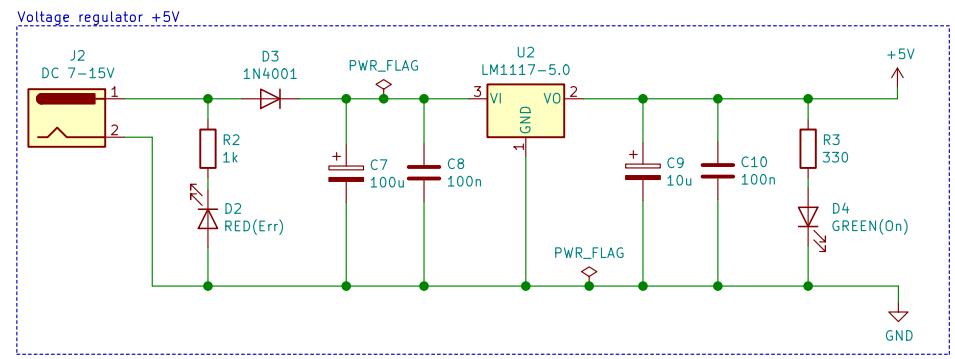 Voltage regulator +5V
J2
DC 7-15V
1
2
R2
1k
D2
RED(Err)
D3
1N4001
PWR_FLAG
C7
100u
C8
100n
U2
LM1117-5.0
3
VI
VO
2
GND
1
PWR_FLAG
C9
10u
C10
100n
+5V
R3
330
D4
GREEN(On)
GND